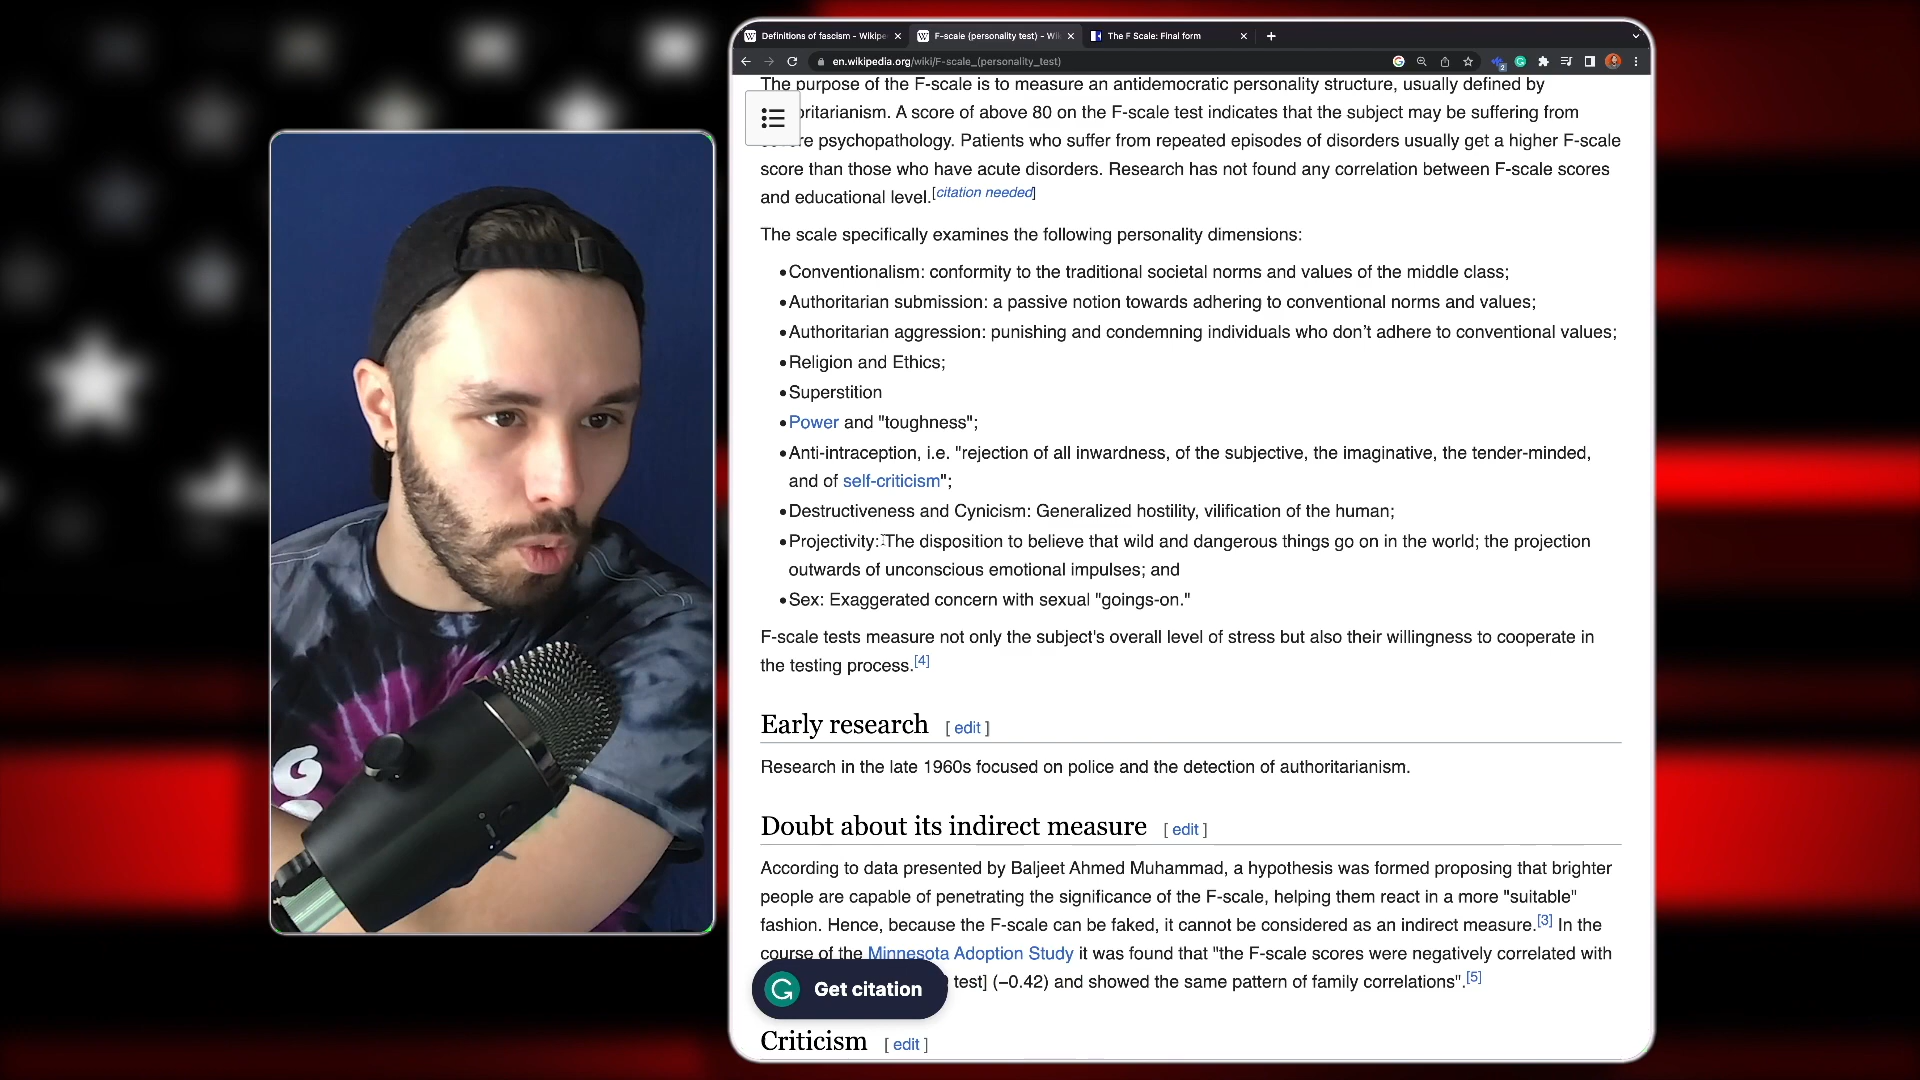 Definitions of fascism - Wikipe
F-scale (personality test) - Wi
The F Scale: Final form
en.wikipedia.org/wiki/F-scale_(personality_test)
The purpose of the F-scale is to measure an antidemocratic personality structure, usually defined by
oritarianism. A score of above 80 on the F-scale test indicates that the subject may be suffering from
re psychopathology. Patients who suffer from repeated episodes of disorders usually get a higher F-scale
score than those who have acute disorders. Research has not found any correlation between F-scale scores
and educational level.[citation needed]
The scale specifically examines the following personality dimensions:
• Conventionalism: conformity to the traditional societal norms and values of the middle class;
• Authoritarian submission: a passive notion towards adhering to conventional norms and values;
• Authoritarian aggression: punishing and condemning individuals who don’t adhere to conventional values;
• Religion and Ethics;
• Superstition
• Power and "toughness";
• Anti-intraception, i.e. "rejection of all inwardness, of the subjective, the imaginative, the tender-minded,
and of self-criticism";
• Destructiveness and Cynicism: Generalized hostility, vilification of the human;
• Projectivity: The disposition to believe that wild and dangerous things go on in the world; the projection
outwards of unconscious emotional impulses; and
• Sex: Exaggerated concern with sexual "goings-on."
F-scale tests measure not only the subject's overall level of stress but also their willingness to cooperate in
the testing process.[4]
Early research [ edit ]
Research in the late 1960s focused on police and the detection of authoritarianism.
Doubt about its indirect measure [ edit ]
According to data presented by Baljeet Ahmed Muhammad, a hypothesis was formed proposing that brighter
people are capable of penetrating the significance of the F-scale, helping them react in a more "suitable"
fashion. Hence, because the F-scale can be faked, it cannot be considered as an indirect measure.[3] In the
course of the Minnesota Adoption Study it was found that "the F-scale scores were negatively correlated with
test] (−0.42) and showed the same pattern of family correlations".[5]
Get citation
Criticism [ edit ]